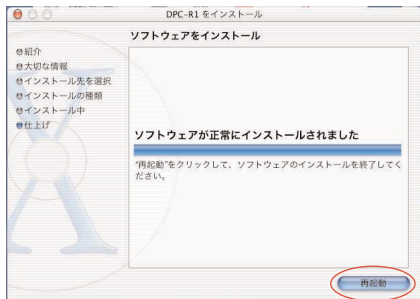 DPC-R1 をインストール
ソフトウェアをインストール
紹介
大切な情報
インストール先を選択
インストールの種類
インストール中
仕上げ
ソフトウェアが正常にインストールされました
"再起動"をクリックして、ソフトウェアのインストールを終了してく
ださい。
再起動